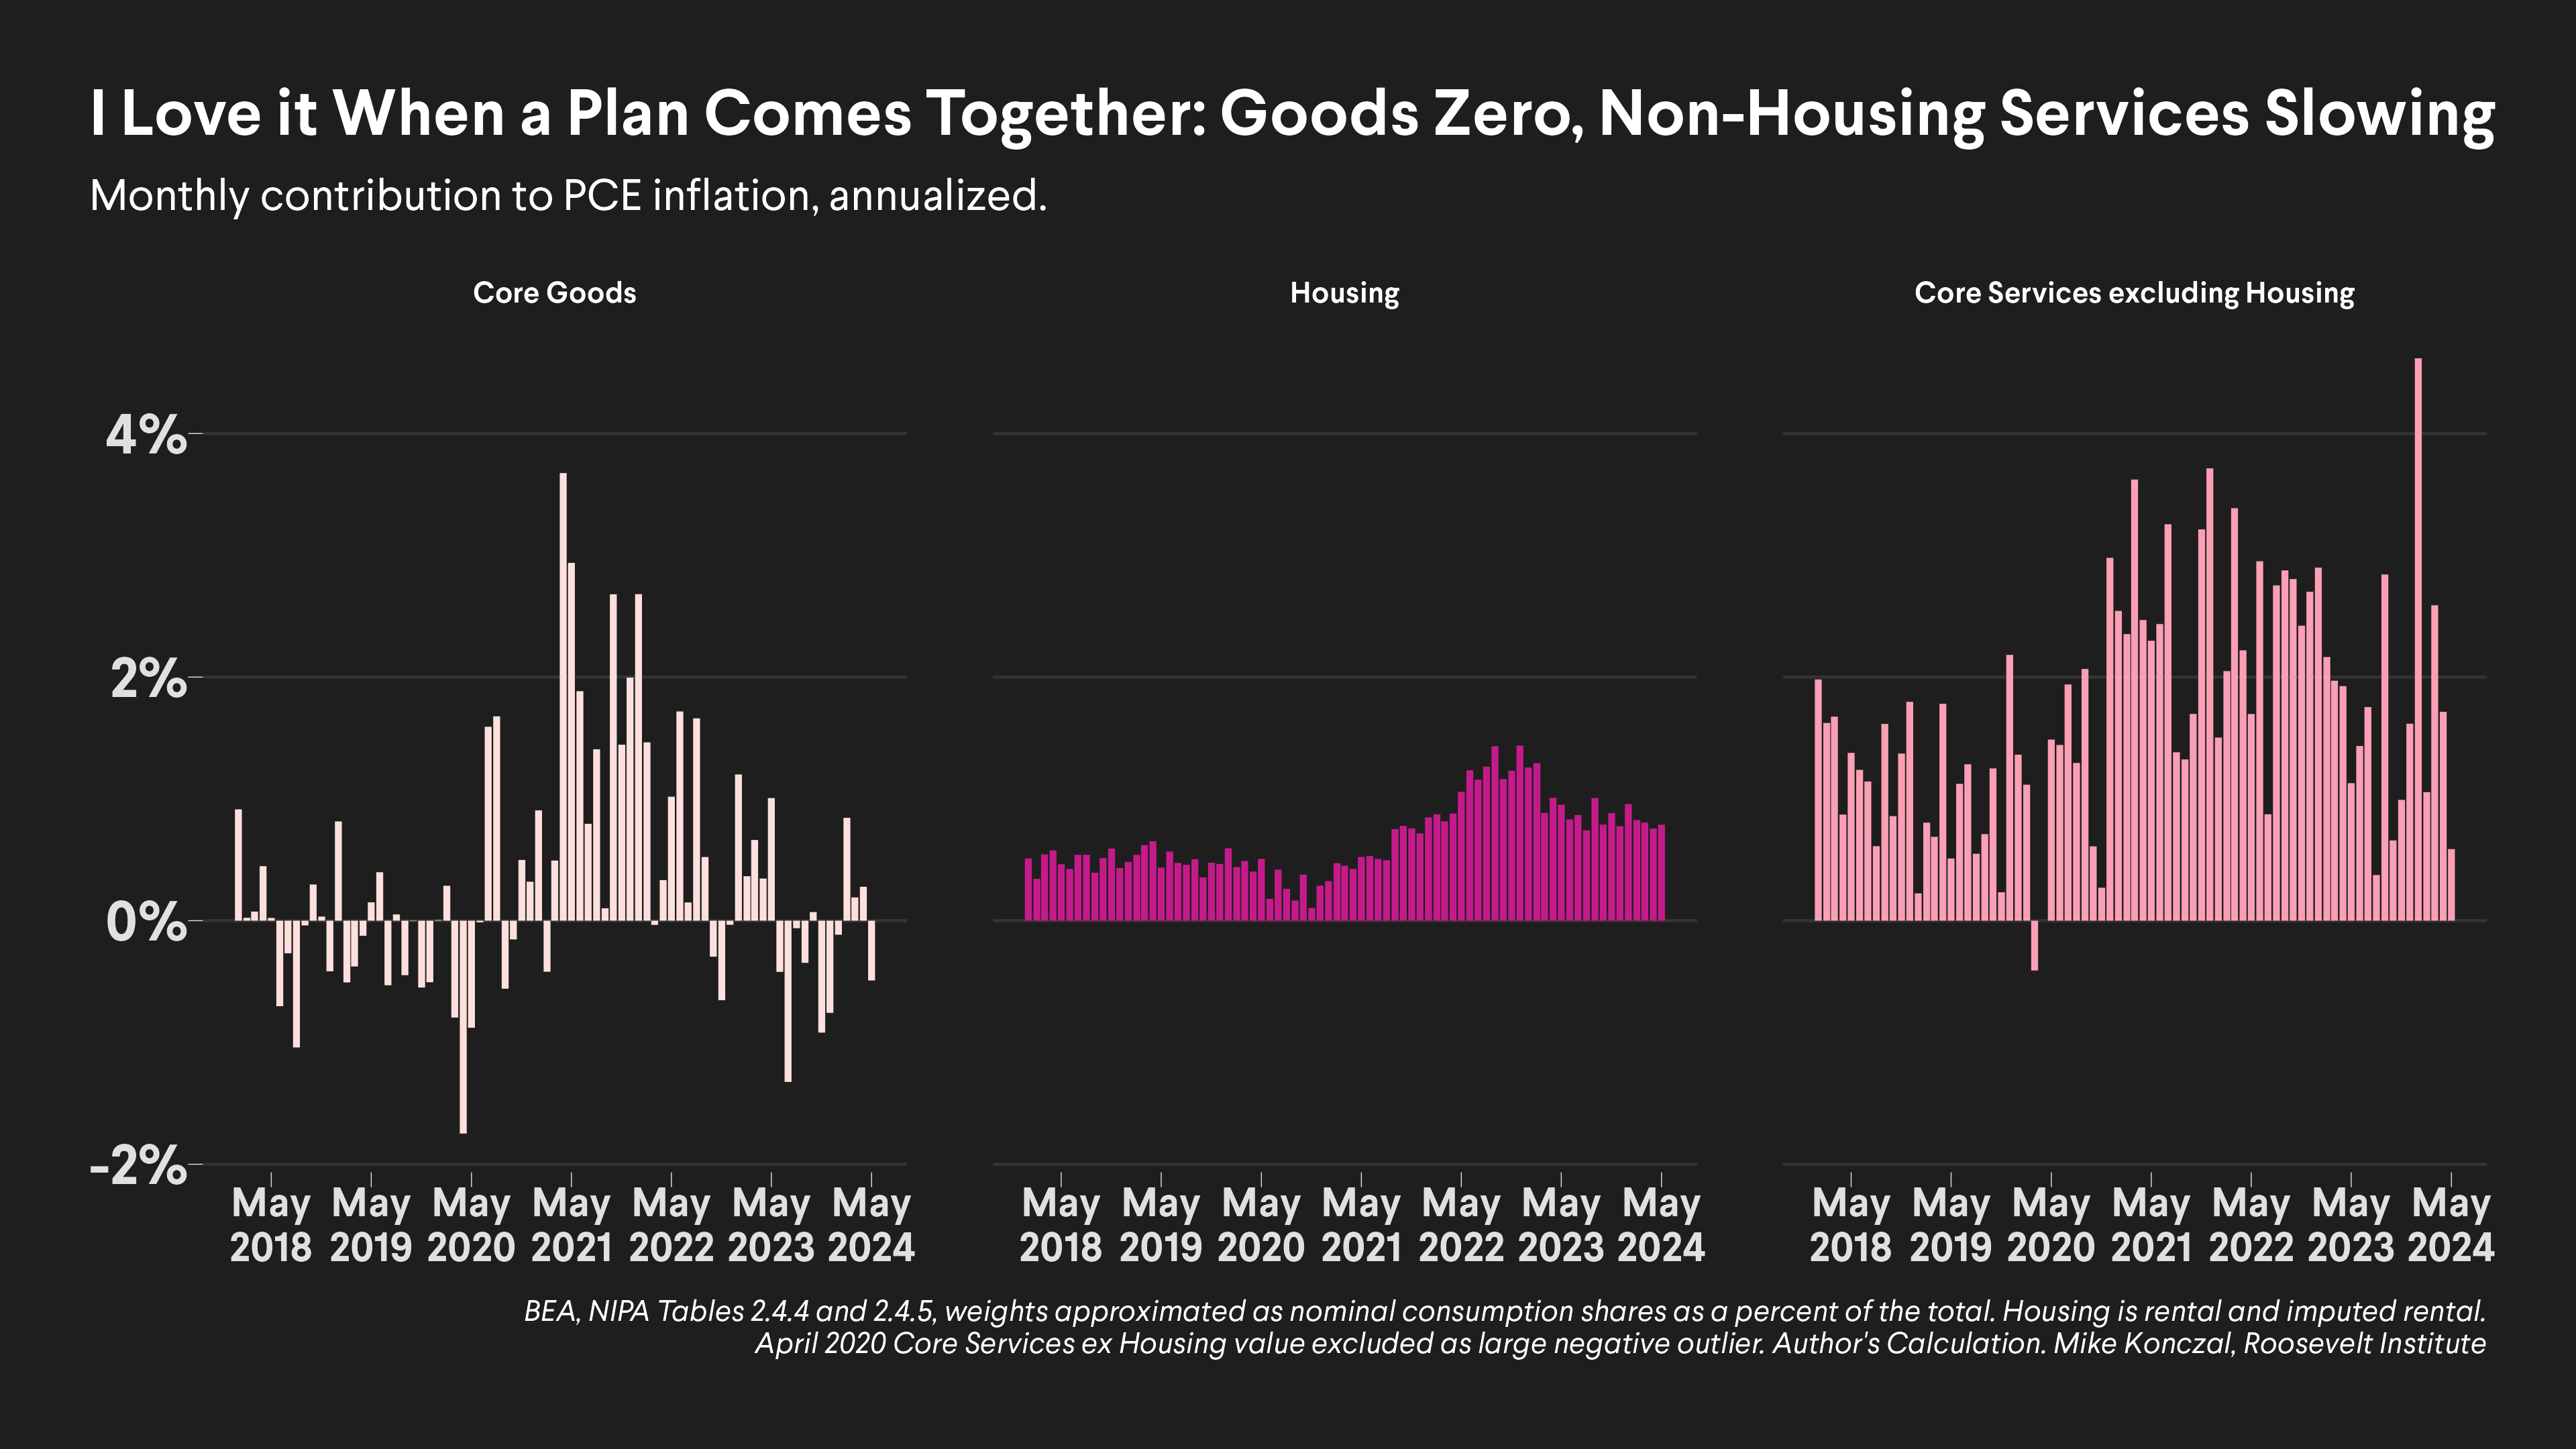 I Love it When a Plan Comes Together: Goods Zero, Non-Housing Services Slowing
Monthly contribution to PCE inflation, annualized.
Core Goods
Housing
Core Services excluding Housing
4%
2%
0%
-2%
May 2018 May 2019 May 2020 May 2021 May 2022 May 2023 May 2024
May 2018 May 2019 May 2020 May 2021 May 2022 May 2023 May 2024
May 2018 May 2019 May 2020 May 2021 May 2022 May 2023 May 2024
BEA, NIPA Tables 2.4.4 and 2.4.5, weights approximated as nominal consumption shares as a percent of the total. Housing is rental and imputed rental.
April 2020 Core Services ex Housing value excluded as large negative outlier. Author's Calculation. Mike Konczal, Roosevelt Institute